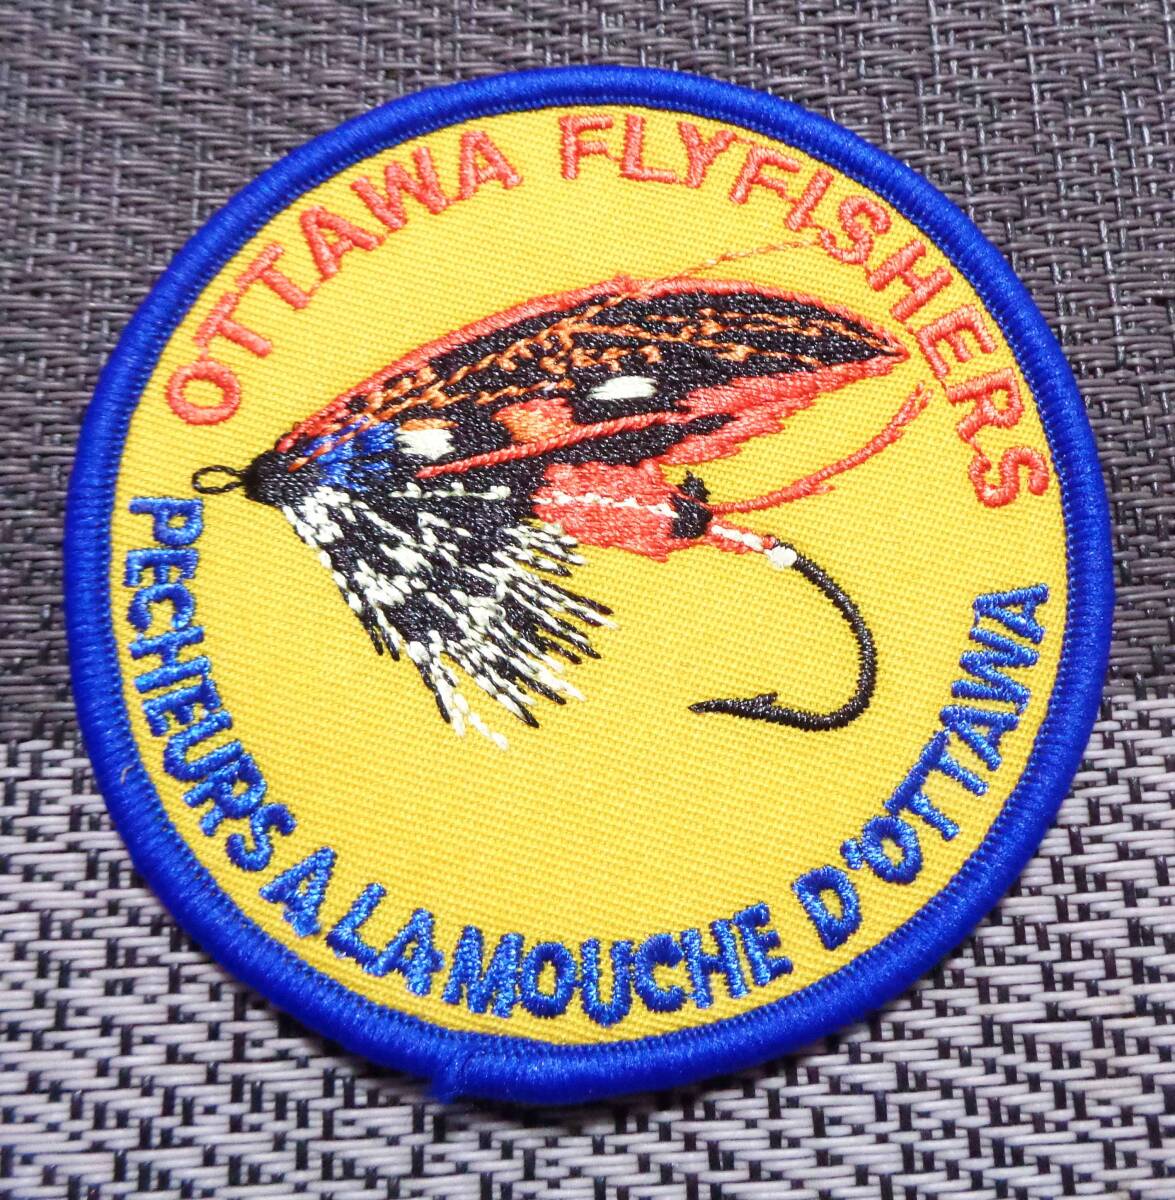 OTTAWA FLYFISHERS
PECHEURS A LA MOUCHE D'OTTAWA